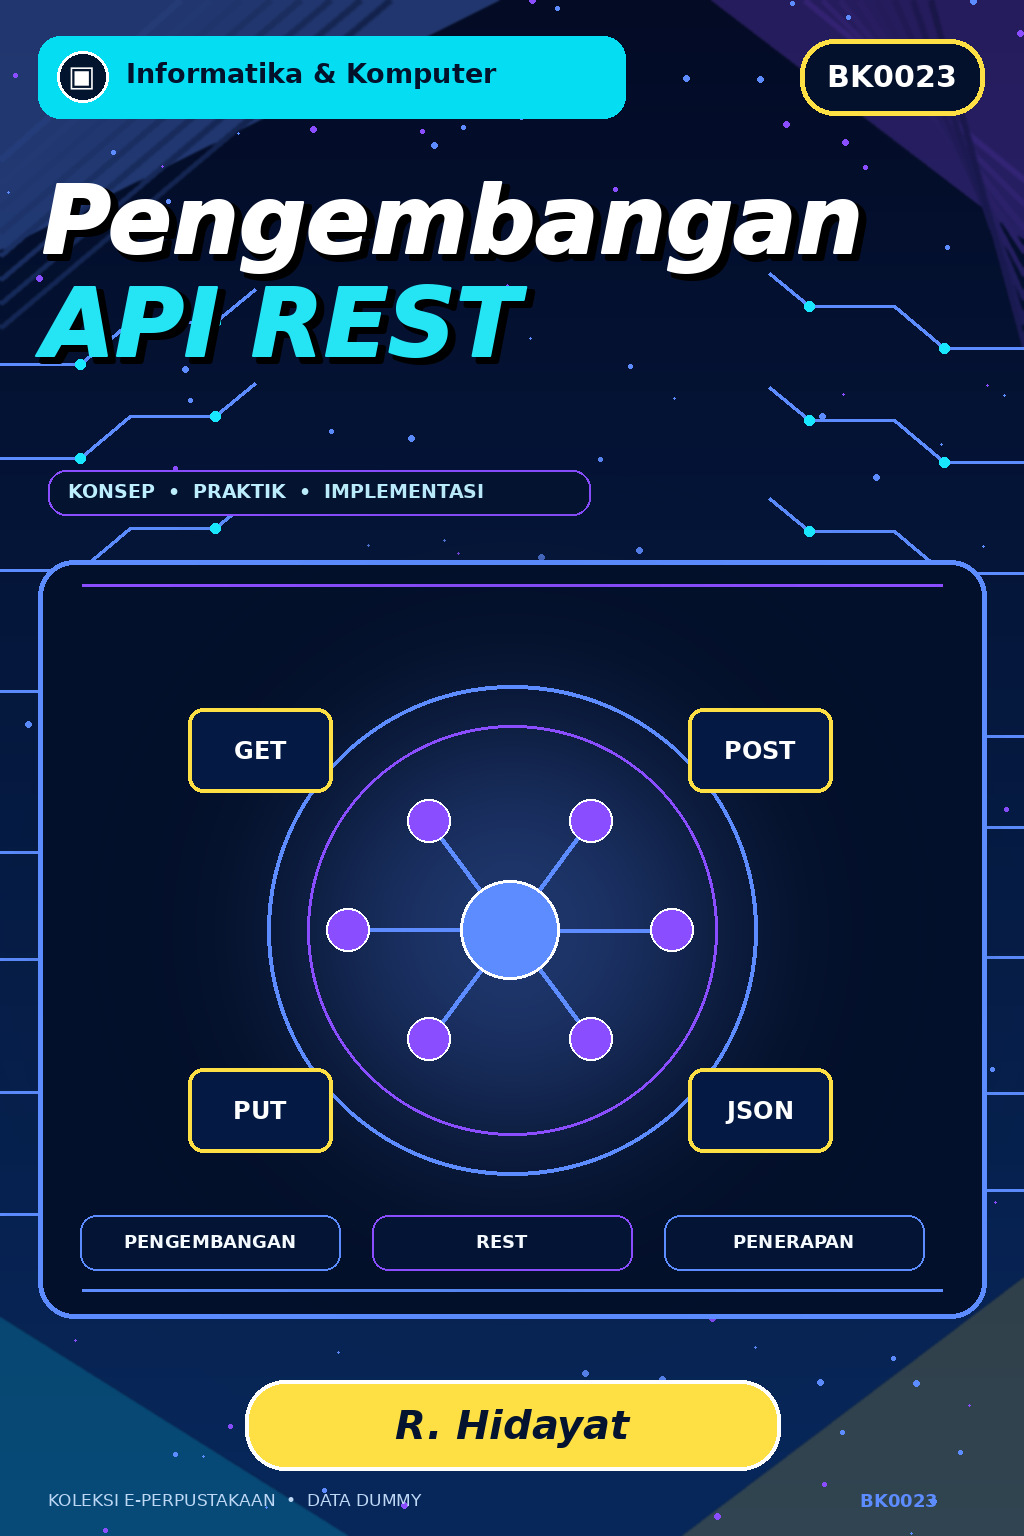 Informatika & Komputer
BK0023
Pengembangan
API REST
KONSEP • PRAKTIK • IMPLEMENTASI
GET
POST
PUT
JSON
PENGEMBANGAN
REST
PENERAPAN
R. Hidayat
KOLEKSI E-PERPUSTAKAAN • DATA DUMMY
BK0023